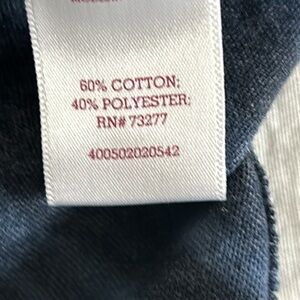 60% COTTON;
40% POLYESTER;
RN# 73277
400502020542